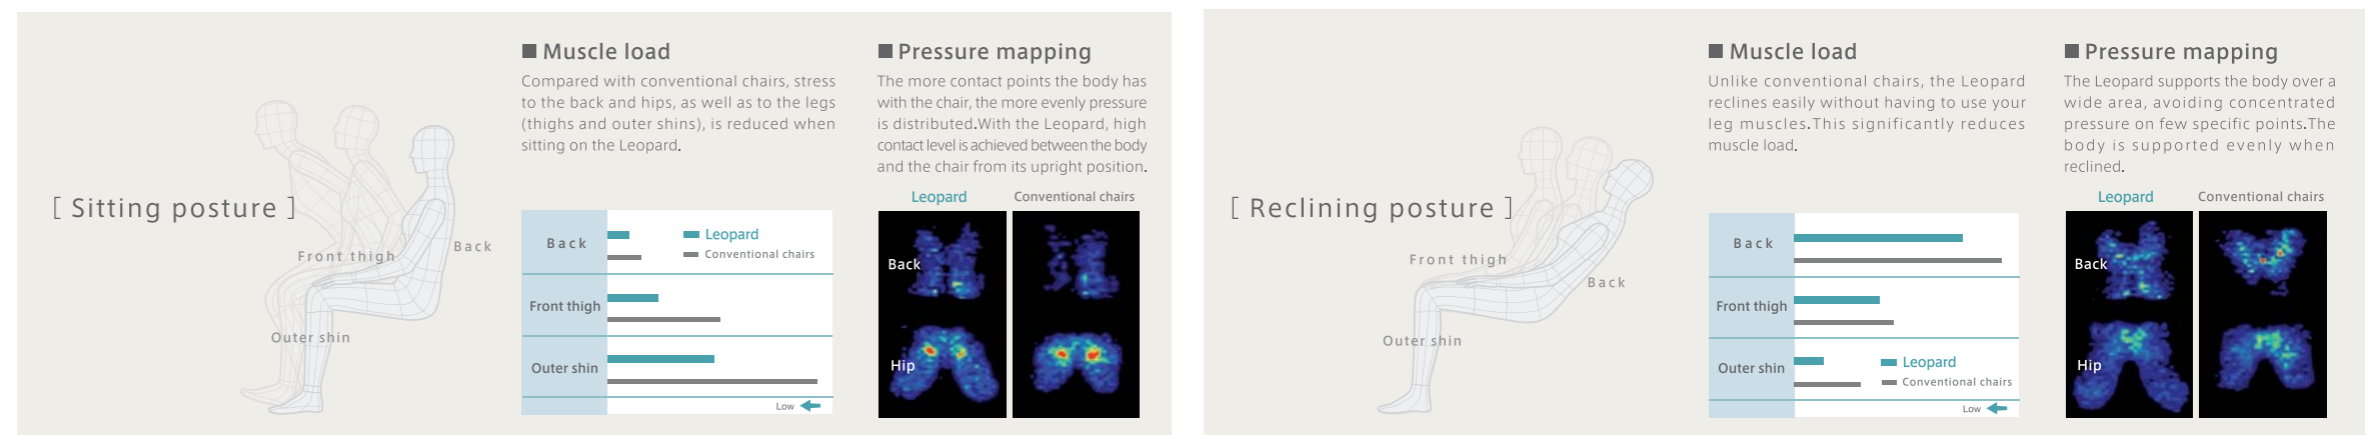 [ Sitting posture ]
Front thigh
Back
Outer shin
■ Muscle load
Compared with conventional chairs, stress
to the back and hips, as well as to the legs
(thighs and outer shins), is reduced when
sitting on the Leopard.
Back
Leopard
Conventional chairs
Front thigh
Outer shin
Low
■ Pressure mapping
The more contact points the body has
with the chair, the more evenly pressure
is distributed.With the Leopard, high
contact level is achieved between the body
and the chair from its upright position.
Leopard
Conventional chairs
Back
Hip
[ Reclining posture ]
Front thigh
Back
Outer shin
■ Muscle load
Unlike conventional chairs, the Leopard
reclines easily without having to use your
leg muscles.This significantly reduces
muscle load.
Back
Front thigh
Outer shin
Leopard
Conventional chairs
Low
■ Pressure mapping
The Leopard supports the body over a
wide area, avoiding concentrated
pressure on few specific points.The
body is supported evenly when
reclined.
Leopard
Conventional chairs
Back
Hip